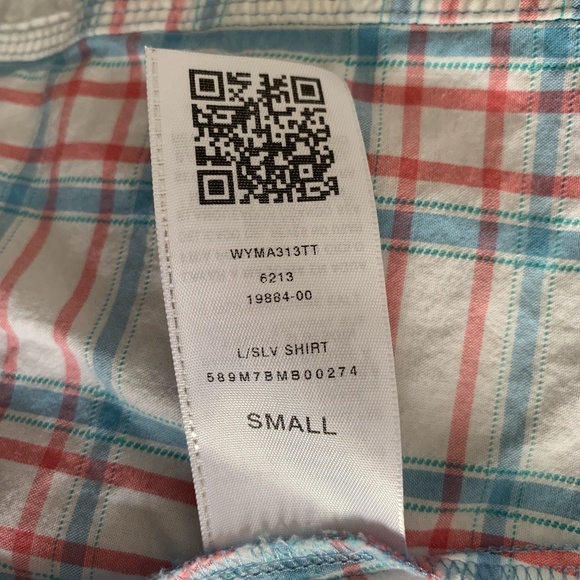 WYMA313TT
6213
19884-00
L/SLV SHIRT
589M7BMB00274
SMALL